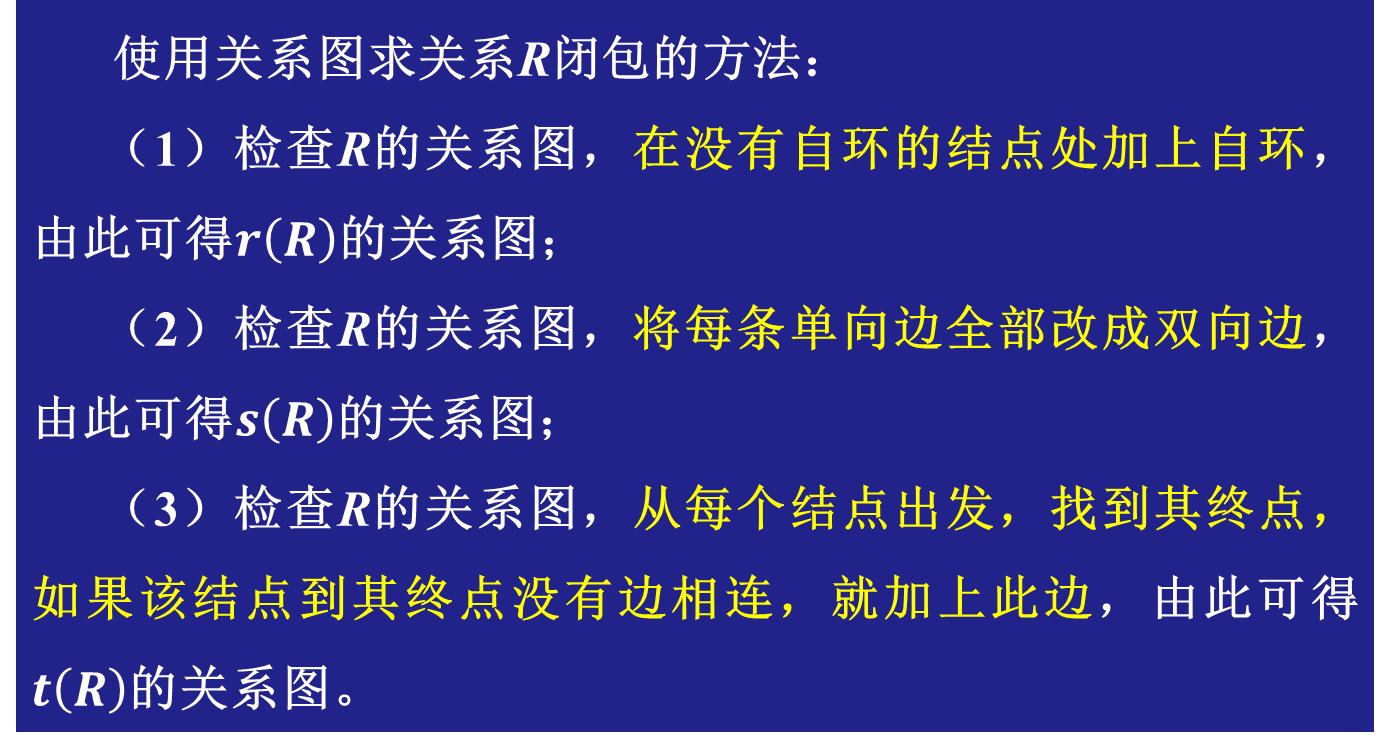 使用关系图求关系R闭包的方法：
（1）检查R的关系图，在没有自环的结点处加上自环，
由此可得r(R)的关系图；
（2）检查R的关系图，将每条单向边全部改成双向边，
由此可得s(R)的关系图；
（3）检查R的关系图，从每个结点出发，找到其终点，
如果该结点到其终点没有边相连，就加上此边，由此可得
t(R)的关系图。